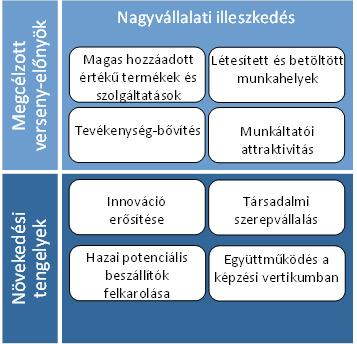 Nagyvállalati illeszkedés
Megcélzott
verseny-előnyök
Magas hozzáadott
értékű termékek és
szolgáltatások
Létesített és betöltött
munkahelyek
Tevékenység-bővítés
Munkáltatói
attraktivitás
Növekedési
tengelyek
Innováció
erősítése
Társadalmi
szerepvállalás
Hazai potenciális
beszállítók
felkarolása
Együttműködés a
képzési vertikumban